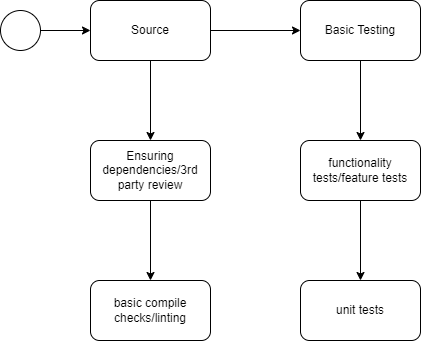 Source
Basic Testing
Ensuring
dependencies/3rd
party review
functionality
tests/feature tests
basic compile
checks/linting
unit tests